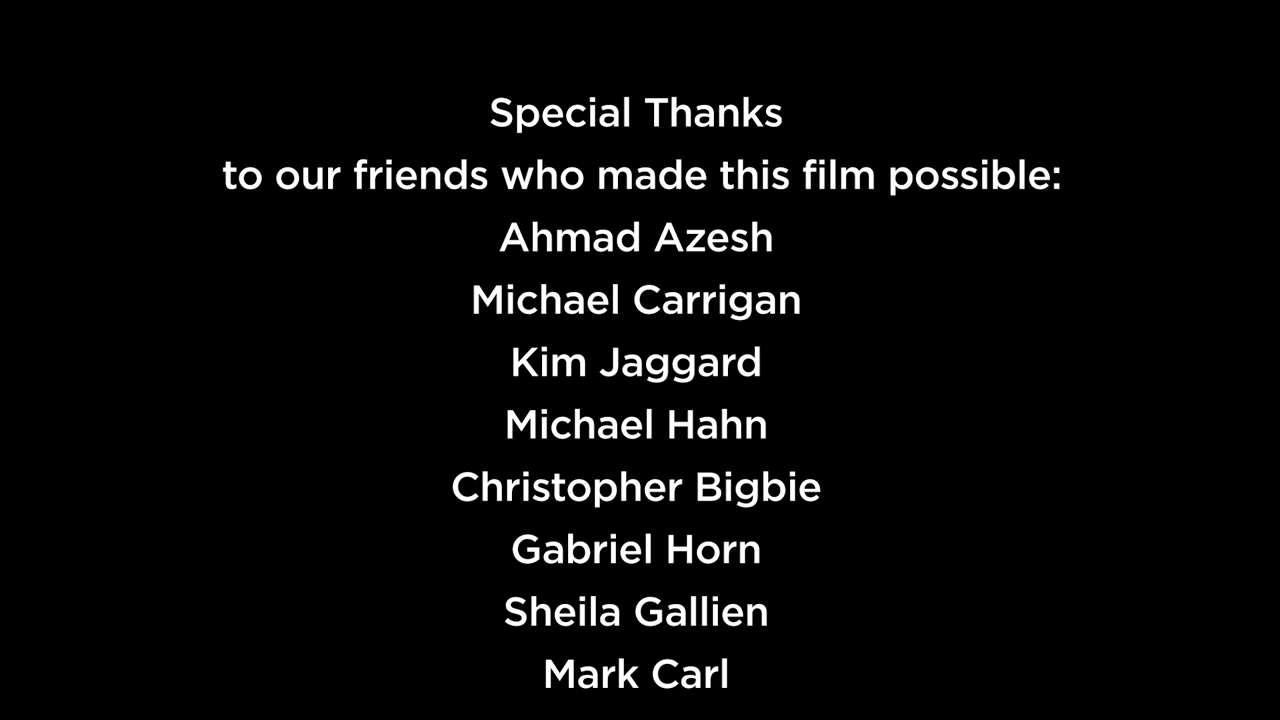 Special Thanks
to our friends who made this film possible:
Ahmad Azesh
Michael Carrigan
Kim Jaggard
Michael Hahn
Christopher Bigbie
Gabriel Horn
Sheila Gallien
Mark Carl